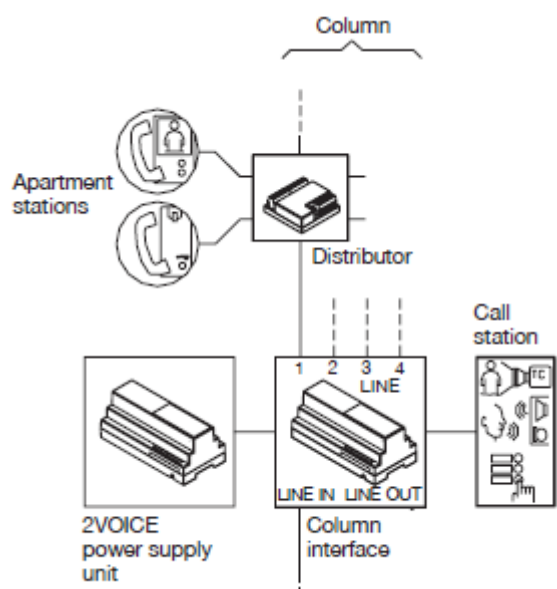 Column
Apartment
stations
Distributor
Call
station
1 2 3 4
LINE
TC
LINE IN LINE OUT
2VOICE
power supply
unit
Column
interface